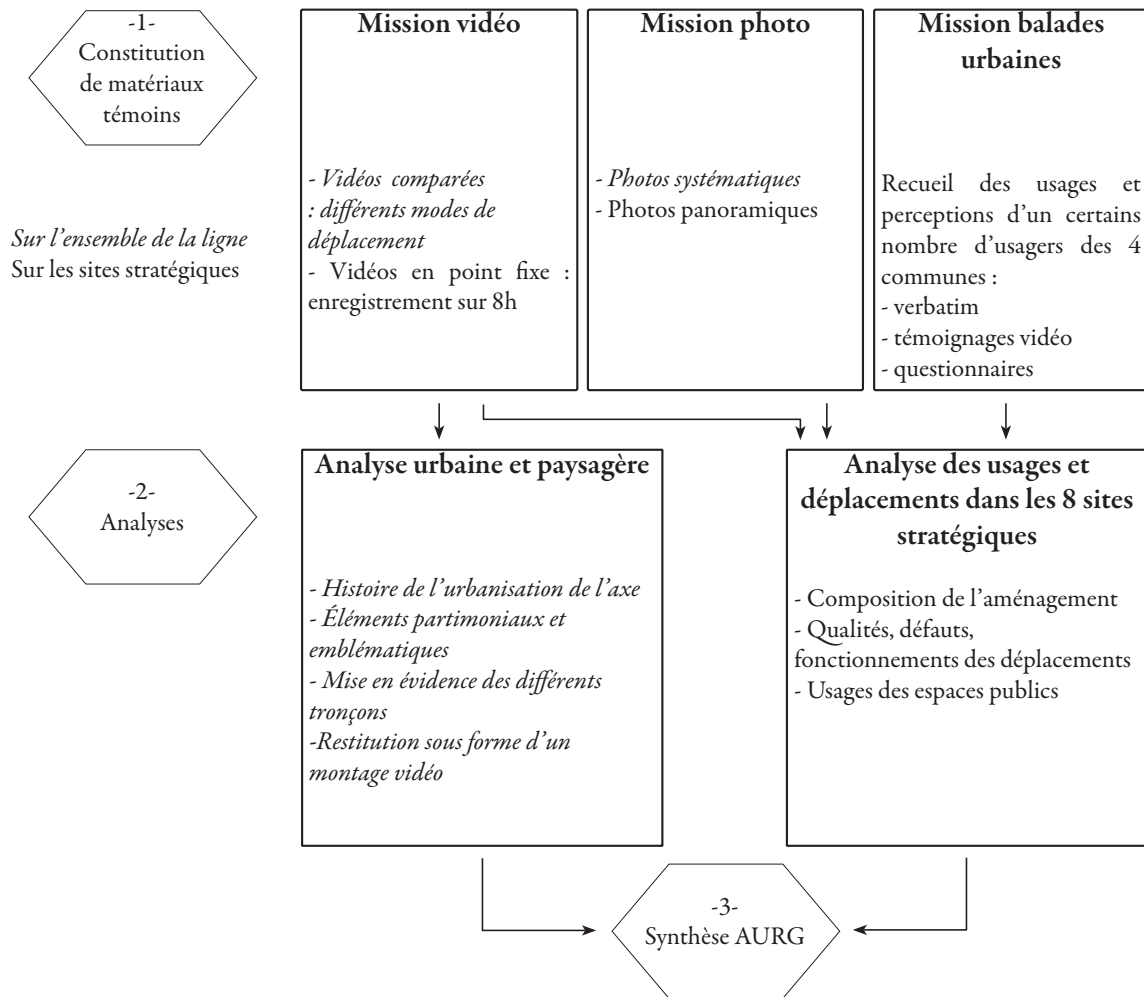 -1-
Constitution
de matériaux
témoins
Sur l'ensemble de la ligne
Sur les sites stratégiques
Mission vidéo
- Vidéos comparées
: différents modes de
déplacement
- Vidéos en point fixe :
enregistrement sur 8h
Mission photo
- Photos systématiques
- Photos panoramiques
Mission balades
urbaines
Recueil des usages et
perceptions d'un certains
nombre d'usagers des 4
communes :
- verbatim
- témoignages vidéo
- questionnaires
-2-
Analyses
Analyse urbaine et paysagère
- Histoire de l'urbanisation de l'axe
- Éléments partimoniaux et
emblématiques
- Mise en évidence des différents
tronçons
-Restitution sous forme d'un
montage vidéo
Analyse des usages et
déplacements dans les 8 sites
stratégiques
- Composition de l'aménagement
- Qualités, défauts,
fonctionnements des déplacements
- Usages des espaces publics
-3-
Synthèse AURG